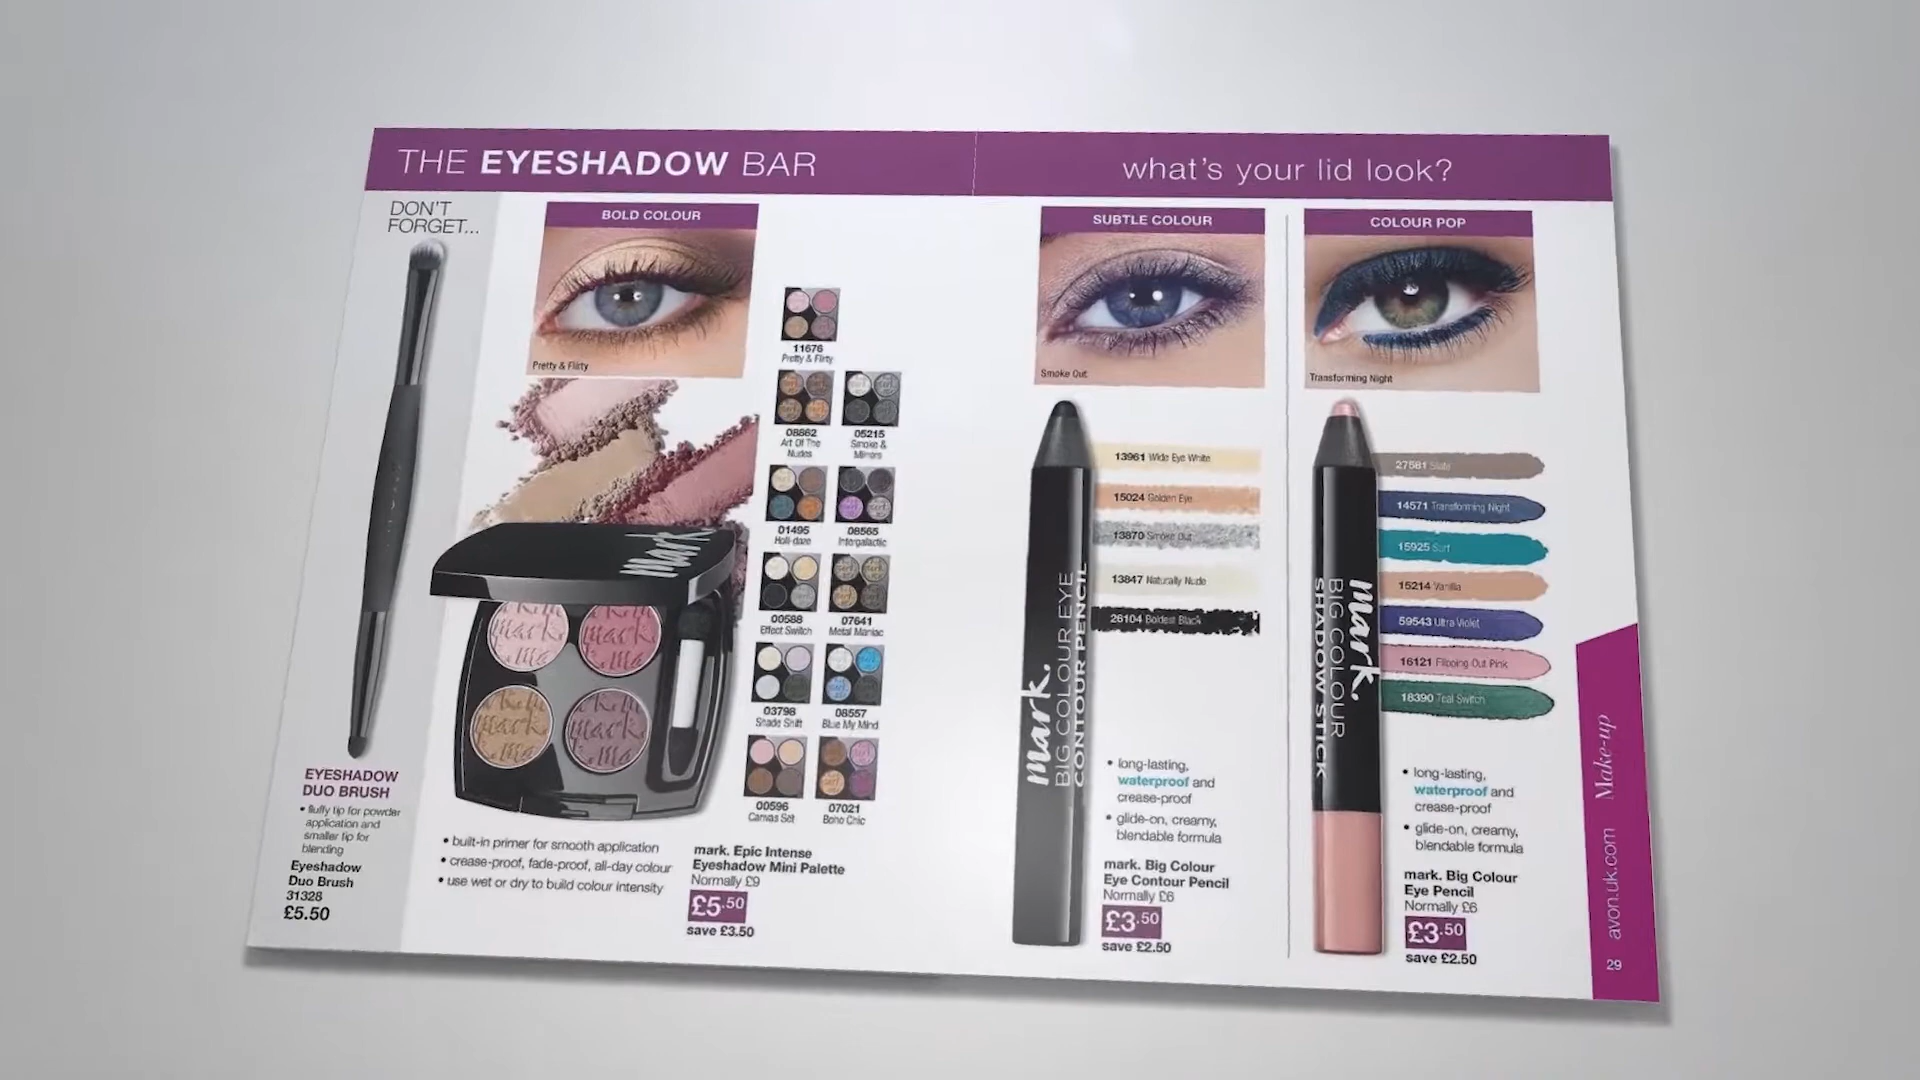 THE EYESHADOW BAR
what's your lid look?
DON'T
FORGET...
EYESHADOW
DUO BRUSH
• fluffy tip for powder
application and
smaller tip for
blending
Eyeshadow
Duo Brush
31328
£5.50
BOLD COLOUR
Pretty & Flirty
mark.
mark.
mark.
mark.
mark.
• built-in primer for smooth application
• crease-proof, fade-proof, all-day colour
• use wet or dry to build colour intensity
11676
Pretty & Flirty
08862
Art Of The
Nudes
05215
Smoke &
Mirrors
01495
Holi-daze
08565
Intergalactic
00588
Effect Switch
07641
Metal Maniac
03798
Shade Shift
08557
Blue My Mind
00596
Canvas Set
07021
Boho Chic
mark. Epic Intense
Eyeshadow Mini Palette
Normally £9
£5.50
save £3.50
SUBTLE COLOUR
Smoke Out
mark.
BIG COLOUR EYE
CONTOUR PENCIL
13961 Wide Eye White
15024 Golden Eye
13870 Smoke Out
13847 Naturally Nude
26104 Boldest Black
• long-lasting,
waterproof and
crease-proof
• glide-on, creamy,
blendable formula
mark. Big Colour
Eye Contour Pencil
Normally £6
£3.50
save £2.50
COLOUR POP
Transforming Night
mark.
BIG COLOUR
SHADOW STICK
27581 Slate
14571 Transforming Night
15925 Surf
15214 Vanilla
59543 Ultra Violet
16121 Flipping Out Pink
18390 Teal Switch
• long-lasting,
waterproof and
crease-proof
• glide-on, creamy,
blendable formula
mark. Big Colour
Eye Pencil
Normally £6
£3.50
save £2.50
Make-up
avon.uk.com
29